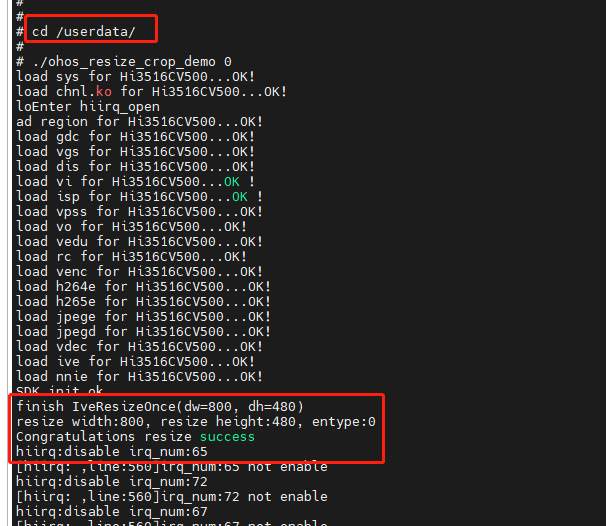 #
#
# cd /userdata/
#
# ./ohos_resize_crop_demo 0
load sys for Hi3516CV500...OK!
load chnl.ko for Hi3516CV500...OK!
loEnter hiirq_open
ad region for Hi3516CV500...OK!
load gdc for Hi3516CV500...OK!
load vgs for Hi3516CV500...OK!
load dis for Hi3516CV500...OK!
load vi for Hi3516CV500...OK !
load isp for Hi3516CV500...OK !
load vpss for Hi3516CV500...OK!
load vo for Hi3516CV500...OK!
load vedu for Hi3516CV500...OK!
load rc for Hi3516CV500...OK!
load venc for Hi3516CV500...OK!
load h264e for Hi3516CV500...OK!
load h265e for Hi3516CV500...OK!
load jpege for Hi3516CV500...OK!
load jpegd for Hi3516CV500...OK!
load vdec for Hi3516CV500...OK!
load ive for Hi3516CV500...OK!
load nnie for Hi3516CV500...OK!
SDK init ok
finish IveResizeOnce(dw=800, dh=480)
resize width:800, resize height:480, entype:0
Congratulations resize success
hiirq:disable irq_num:65
[hiirq: ,line:560]irq_num:65 not enable
hiirq:disable irq_num:72
[hiirq: ,line:560]irq_num:72 not enable
hiirq:disable irq_num:67
[hiirq: ,line:560]irq_num:67 not enable